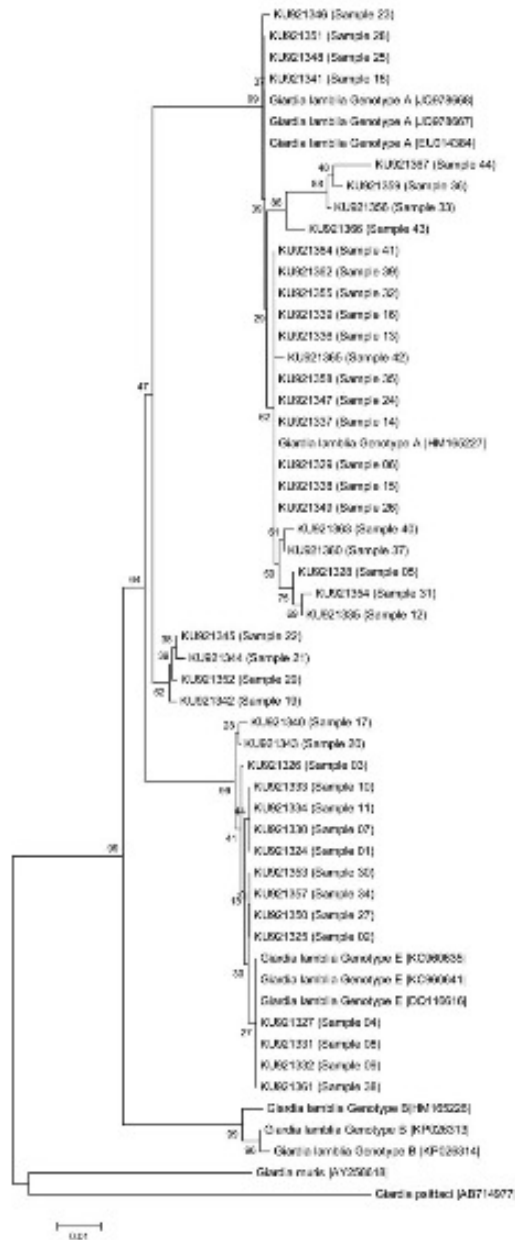 KU921346 (Sample 23)
KU921351 (Sample 28)
KU921348 (Sample 25)
KU921341 (Sample 18)
Giardia lamblia Genotype A [JQ978668]
Giardia lamblia Genotype A [JQ978667]
Giardia lamblia Genotype A [EU014384]
KU921367 (Sample 44)
KU921359 (Sample 36)
KU921356 (Sample 33)
KU921366 (Sample 43)
KU921364 (Sample 41)
KU921362 (Sample 39)
KU921355 (Sample 32)
KU921339 (Sample 16)
KU921336 (Sample 13)
KU921365 (Sample 42)
KU921358 (Sample 35)
KU921347 (Sample 24)
KU921337 (Sample 14)
Giardia lamblia Genotype A [HM165227]
KU921329 (Sample 06)
KU921338 (Sample 15)
KU921349 (Sample 26)
KU921363 (Sample 40)
KU921360 (Sample 37)
KU921328 (Sample 05)
KU921354 (Sample 31)
KU921335 (Sample 12)
KU921345 (Sample 22)
KU921344 (Sample 21)
KU921352 (Sample 29)
KU921342 (Sample 19)
KU921340 (Sample 17)
KU921343 (Sample 20)
KU921326 (Sample 03)
KU921333 (Sample 10)
KU921334 (Sample 11)
KU921330 (Sample 07)
KU921324 (Sample 01)
KU921353 (Sample 30)
KU921357 (Sample 34)
KU921350 (Sample 27)
KU921325 (Sample 02)
Giardia lamblia Genotype E [KC960635]
Giardia lamblia Genotype E [KC960641]
Giardia lamblia Genotype E [DQ116616]
KU921327 (Sample 04)
KU921331 (Sample 08)
KU921332 (Sample 09)
KU921361 (Sample 38)
Giardia lamblia Genotype B [HM165226]
Giardia lamblia Genotype B [KP026313]
Giardia lamblia Genotype B [KP026314]
Giardia muris [AY258618]
Giardia psittaci [AB714977]
0.01